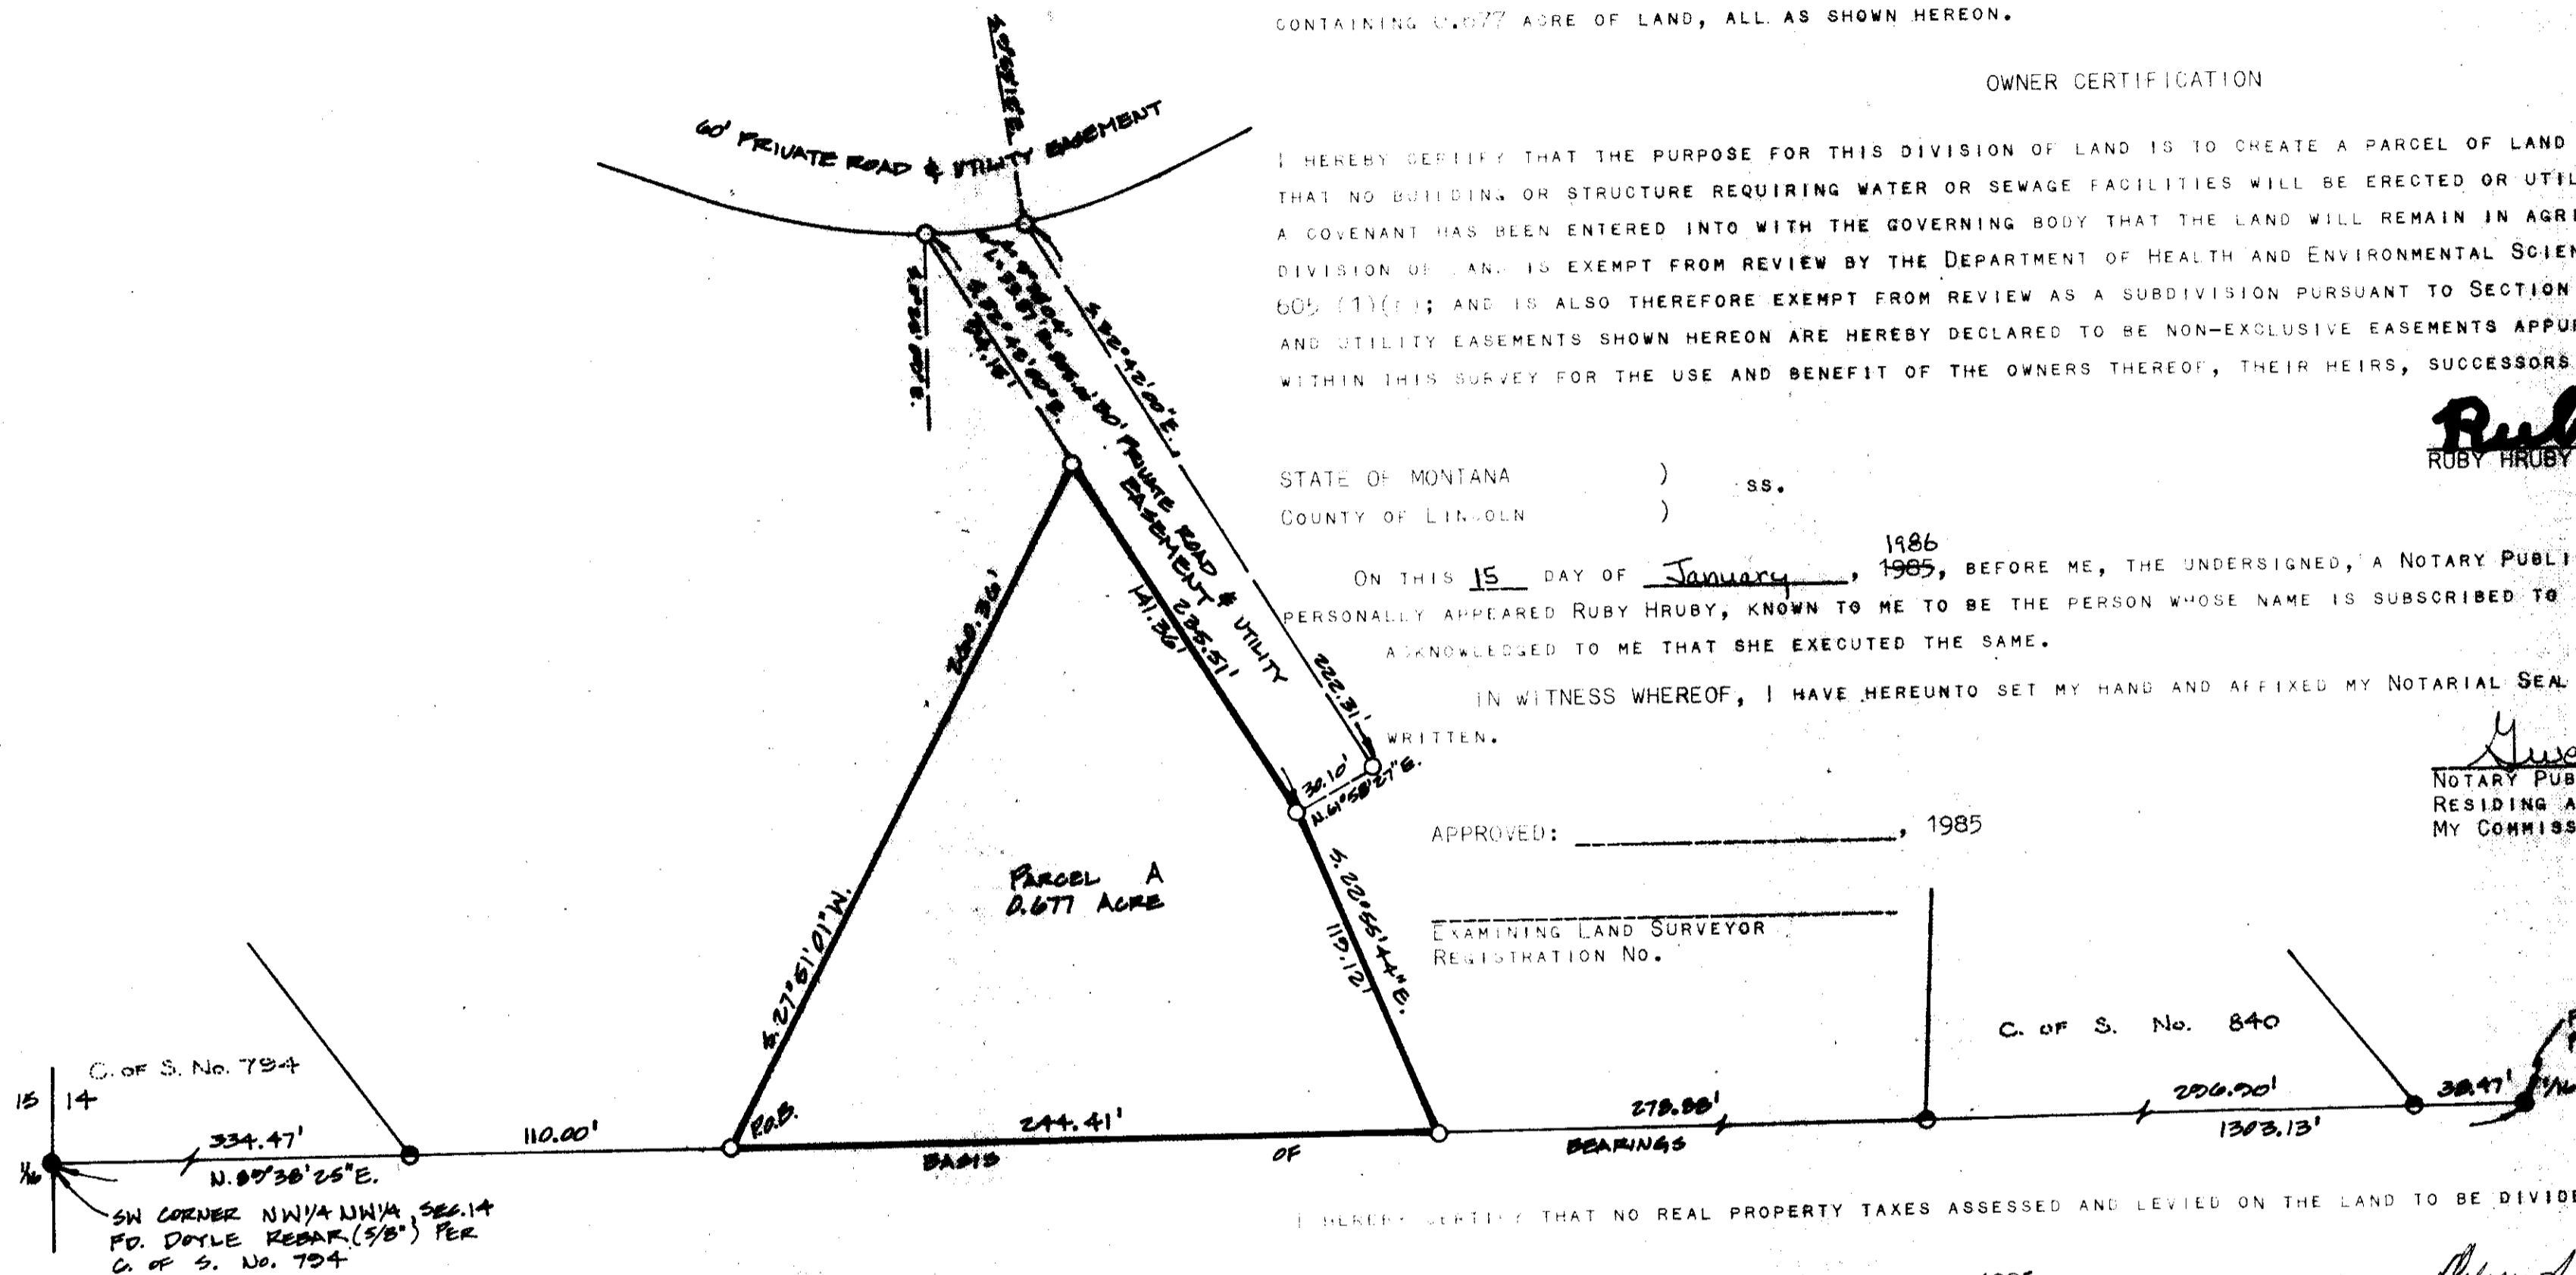 CONTAINING 0.677 ACRE OF LAND, ALL AS SHOWN HEREON.
OWNER CERTIFICATION
I HEREBY CERTIFY THAT THE PURPOSE FOR THIS DIVISION OF LAND IS TO CREATE A PARCEL OF LAND
THAT NO BUILDING OR STRUCTURE REQUIRING WATER OR SEWAGE FACILITIES WILL BE ERECTED OR UTIL
A COVENANT HAS BEEN ENTERED INTO WITH THE GOVERNING BODY THAT THE LAND WILL REMAIN IN AGRI
DIVISION OF LAND IS EXEMPT FROM REVIEW BY THE DEPARTMENT OF HEALTH AND ENVIRONMENTAL SCIEN
605 (1)( ); AND IS ALSO THEREFORE EXEMPT FROM REVIEW AS A SUBDIVISION PURSUANT TO SECTION
AND UTILITY EASEMENTS SHOWN HEREON ARE HEREBY DECLARED TO BE NON-EXCLUSIVE EASEMENTS APPU
WITHIN THIS SURVEY FOR THE USE AND BENEFIT OF THE OWNERS THEREOF, THEIR HEIRS, SUCCESSORS
RUBY HRUBY
STATE OF MONTANA ) SS.
COUNTY OF LINCOLN )
1986
ON THIS 15 DAY OF January, 1985, BEFORE ME, THE UNDERSIGNED, A NOTARY PUBLI
PERSONALLY APPEARED RUBY HRUBY, KNOWN TO ME TO BE THE PERSON WHOSE NAME IS SUBSCRIBED TO
ACKNOWLEDGED TO ME THAT SHE EXECUTED THE SAME.
IN WITNESS WHEREOF, I HAVE HEREUNTO SET MY HAND AND AFFIXED MY NOTARIAL SEAL
WRITTEN.
NOTARY PUB
RESIDING A
MY COMMISS
APPROVED: , 1985
EXAMINING LAND SURVEYOR
REGISTRATION NO.
60' PRIVATE ROAD & UTILITY EASEMENT
S.32°42'00"E.
94.15'
S.32°42'00"E.
30' PRIVATE ROAD & UTILITY
EASEMENT
235.51'
141.36'
222.31'
30.10'
N.61°58'27"E.
S.27°51'01"W.
PARCEL A
0.677 ACRE
S.22°55'44"E.
119.12'
C. OF S. No. 794
15 14
334.47'
N.89°38'25"E.
110.00'
P.O.B.
244.41'
BASIS OF BEARINGS
C. OF S. No. 840
1303.13'
1/16
SW CORNER NW1/4 NW1/4, SEC.14
FD. DOYLE REBAR (5/8") PER
C. OF S. No. 794
I HEREBY CERTIFY THAT NO REAL PROPERTY TAXES ASSESSED AND LEVIED ON THE LAND TO BE DIVIDE